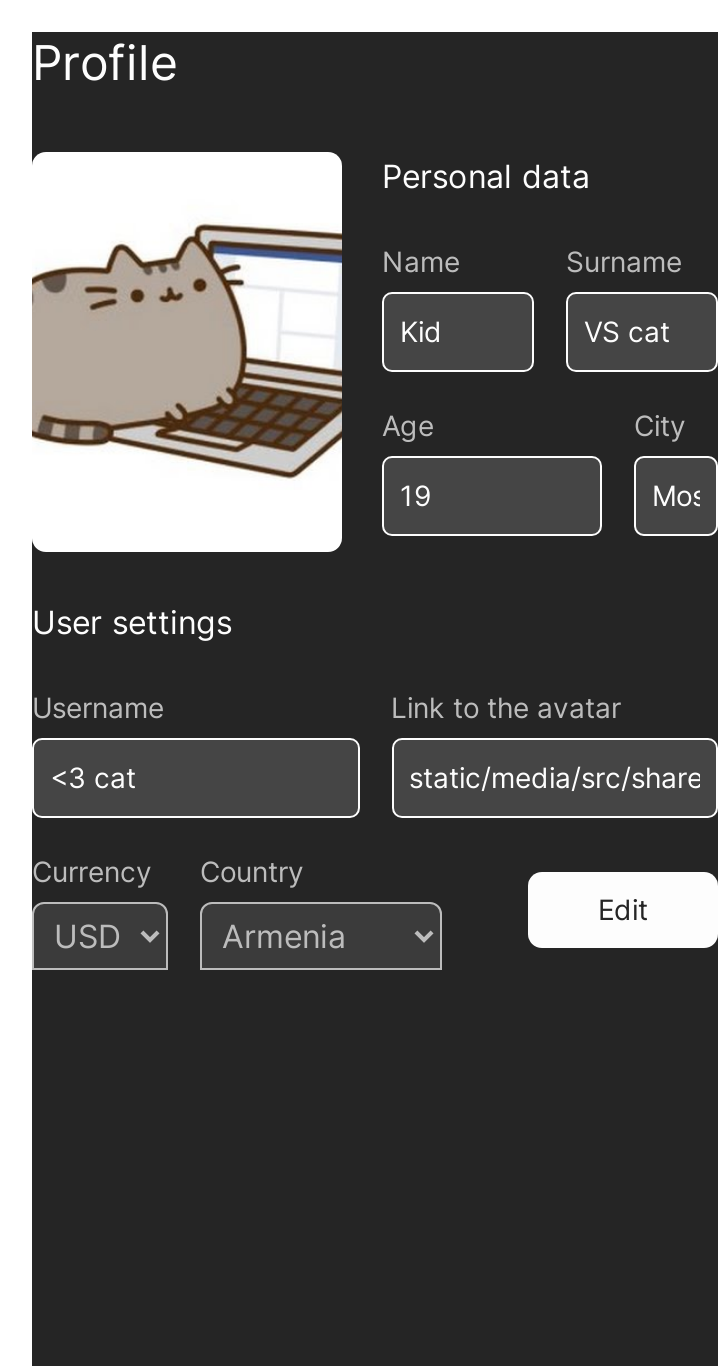 Profile
Personal data
Name Surname
Kid VS cat
Age City
19 Mos
User settings
Username Link to the avatar
<3 cat static/media/src/share
Currency Country
USD Armenia Edit